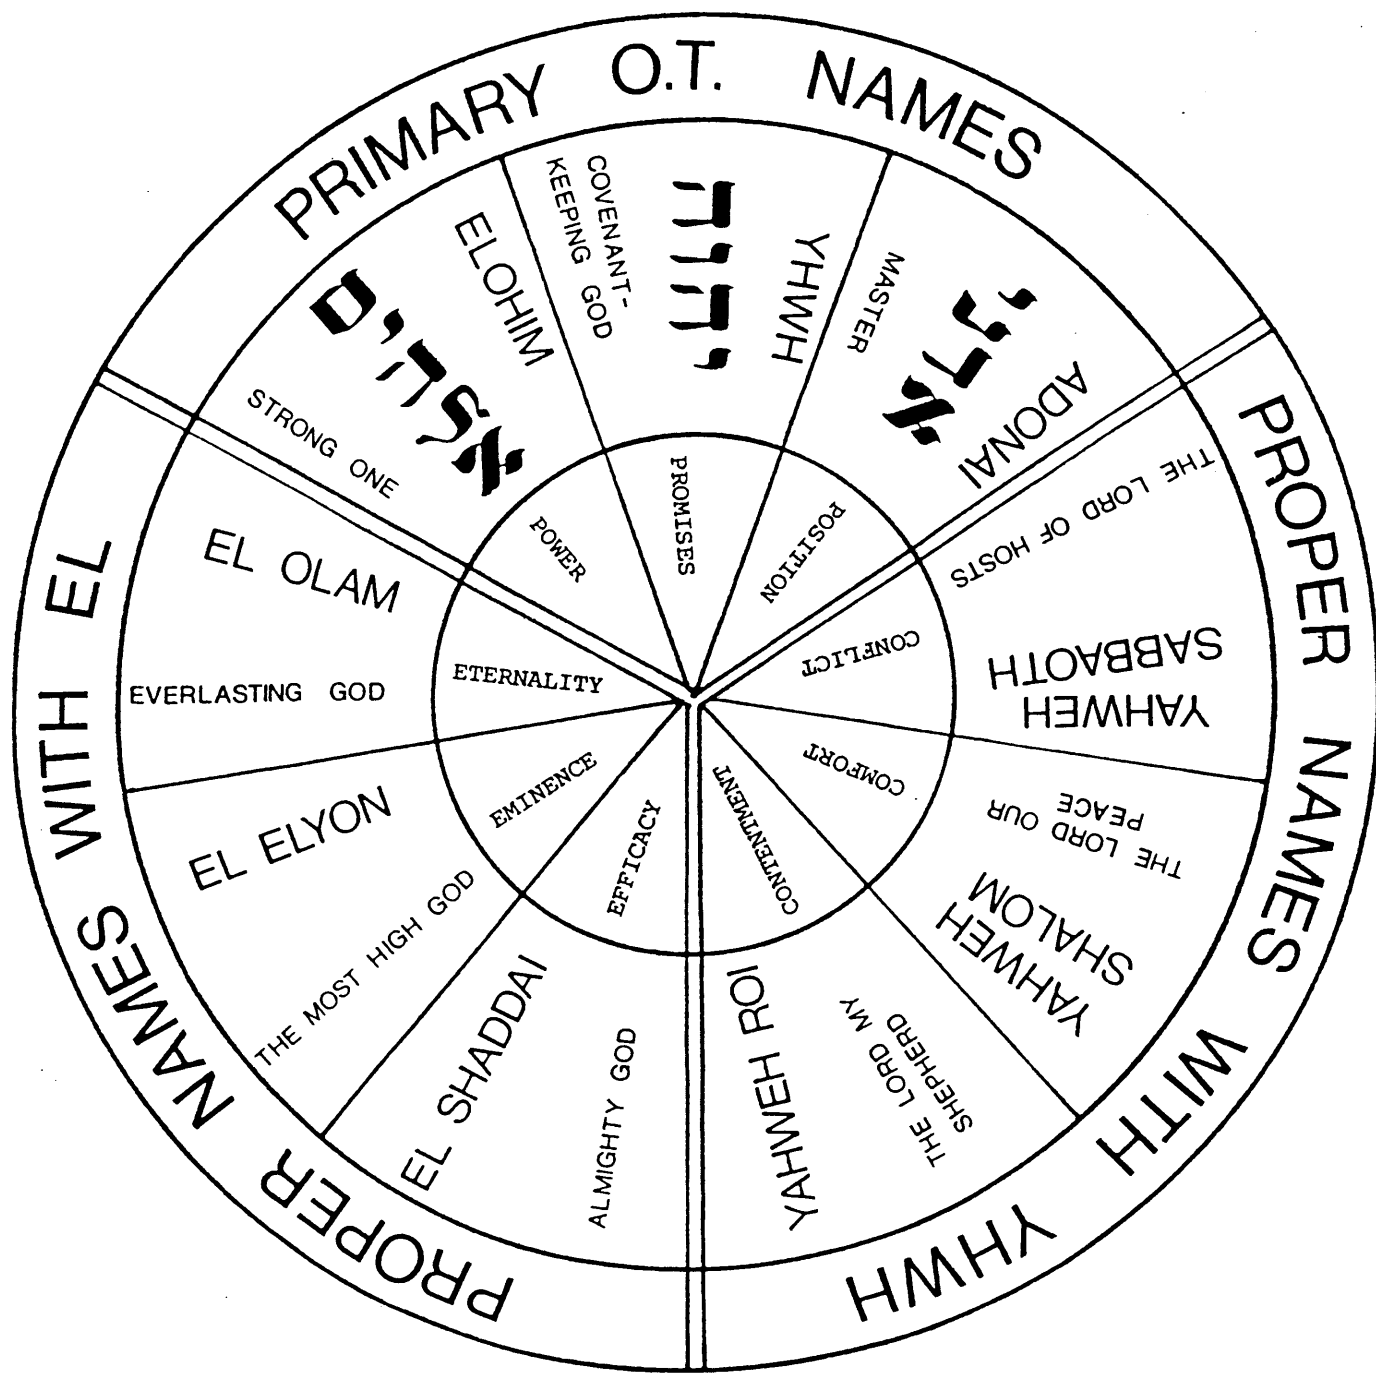 PRIMARY O.T. NAMES
ELOHIM
אלהים
STRONG ONE
POWER
COVENANT-
KEEPING GOD
יהוה
YHWH
PROMISES
MASTER
אדני
ADONAI
POSITION
PROPER NAMES WITH YHWH
THE LORD OF HOSTS
YAHWEH
SABBAOTH
CONFLICT
THE LORD OUR
PEACE
YAHWEH
SHALOM
COMFORT
YAHWEH ROI
THE LORD MY
SHEPHERD
CONTENTMENT
PROPER NAMES WITH EL
EL SHADDAI
ALMIGHTY GOD
EFFICACY
EL ELYON
THE MOST HIGH GOD
EMINENCE
EL OLAM
EVERLASTING GOD
ETERNALITY